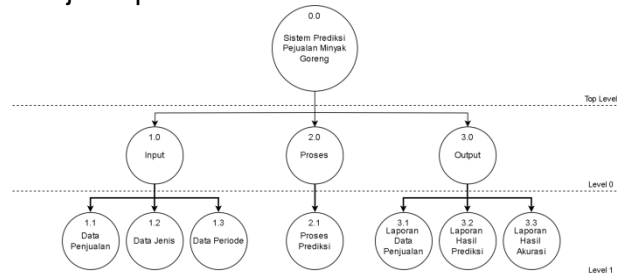 0.0
Sistem Prediksi
Pejualan Minyak
Goreng
Top Level
1.0
Input
2.0
Proses
3.0
Output
Level 0
1.1
Data
Penjualan
1.2
Data Jenis
1.3
Data Periode
2.1
Proses
Prediksi
3.1
Laporan
Data
Penjualan
3.2
Laporan
Hasil
Prediksi
3.3
Laporan
Hasil
Akurasi
Level 1